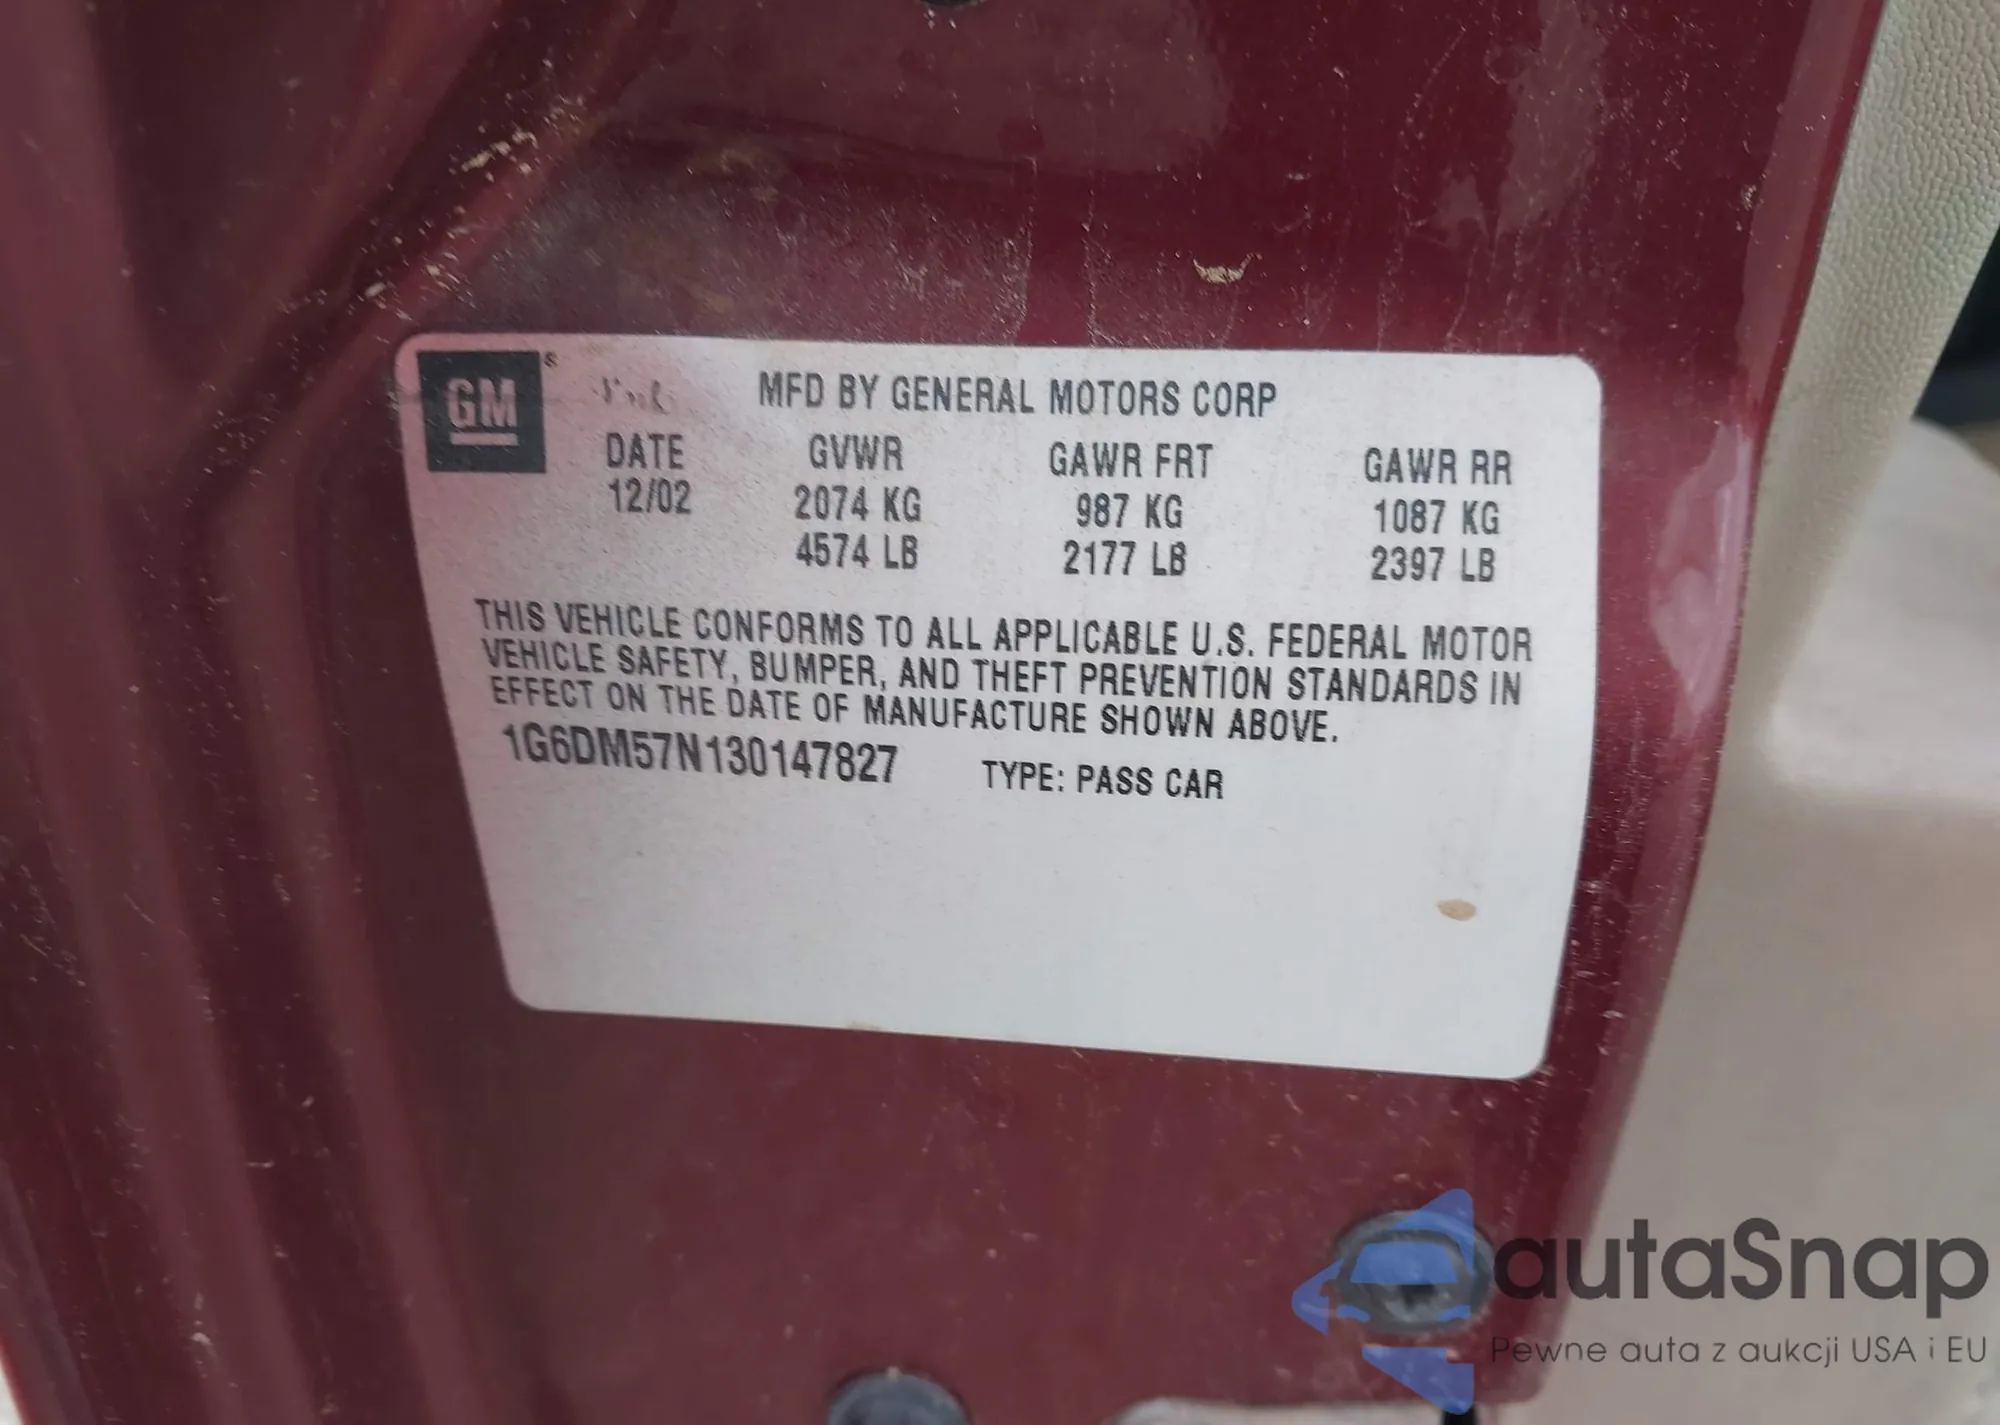 GM
MFD BY GENERAL MOTORS CORP
DATE GVWR GAWR FRT GAWR RR
12/02 2074 KG 987 KG 1087 KG
4574 LB 2177 LB 2397 LB
THIS VEHICLE CONFORMS TO ALL APPLICABLE U.S. FEDERAL MOTOR
VEHICLE SAFETY, BUMPER, AND THEFT PREVENTION STANDARDS IN
EFFECT ON THE DATE OF MANUFACTURE SHOWN ABOVE.
1G6DM57N130147827 TYPE: PASS CAR
autaSnap
Pewne auta z aukcji USA i EU